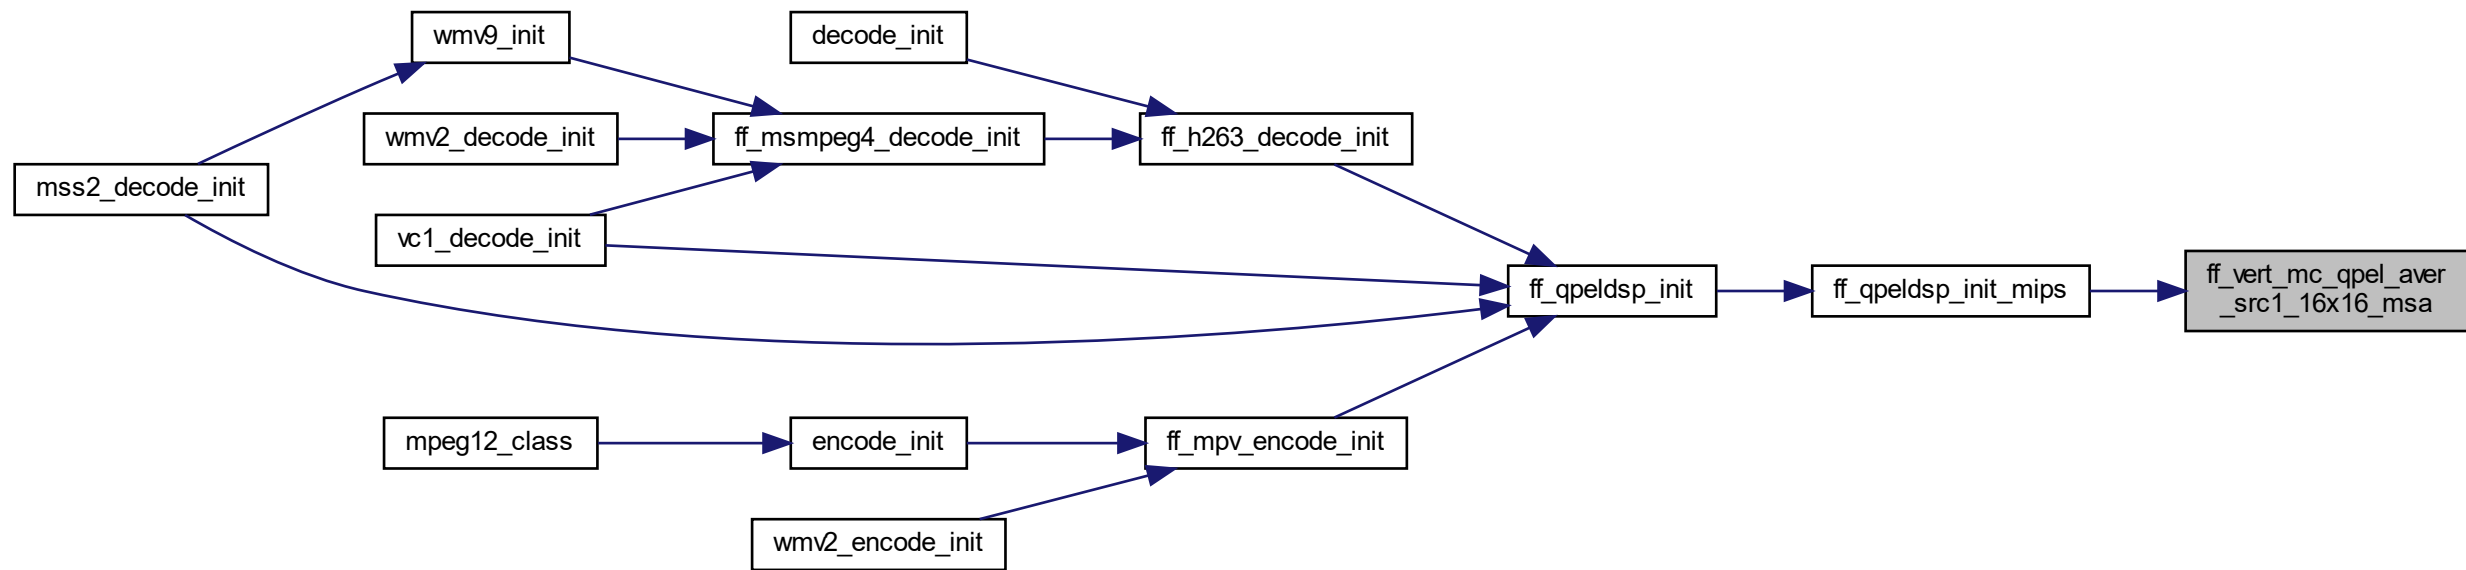 wmv9_init
decode_init
wmv2_decode_init
ff_msmpeg4_decode_init
ff_h263_decode_init
mss2_decode_init
vc1_decode_init
ff_qpeldsp_init
ff_qpeldsp_init_mips
ff_vert_mc_qpel_aver
_src1_16x16_msa
mpeg12_class
encode_init
ff_mpv_encode_init
wmv2_encode_init